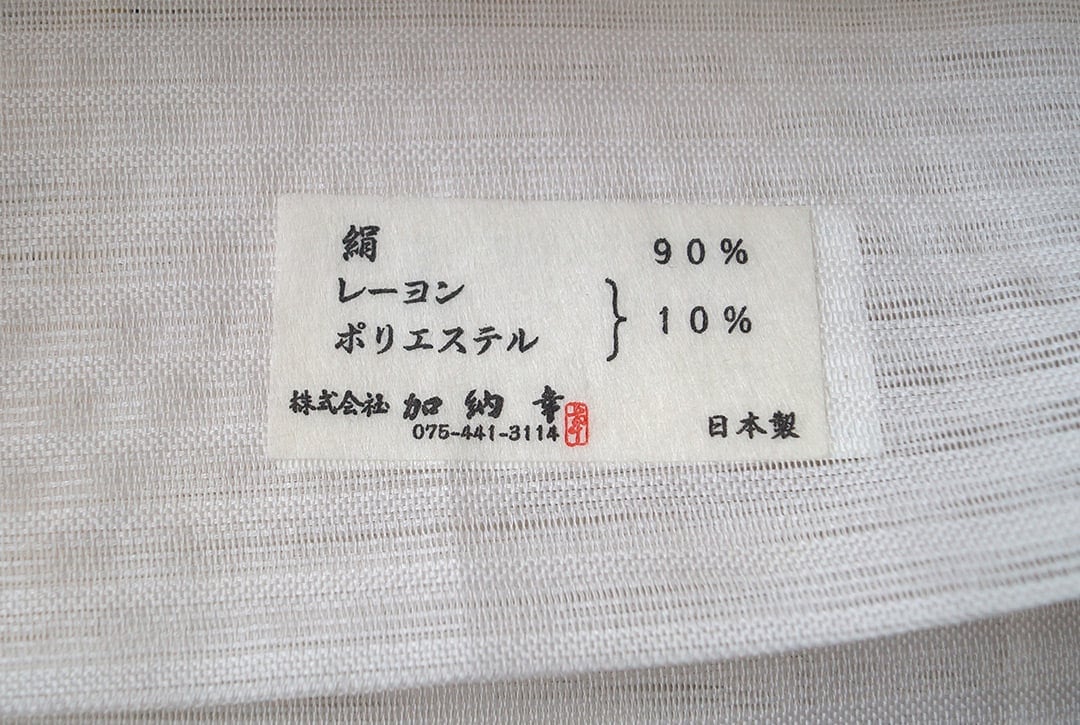 絹 90%
レーヨン
ポリエステル } 10%
株式会社 加納幸
075-441-3114
日本製